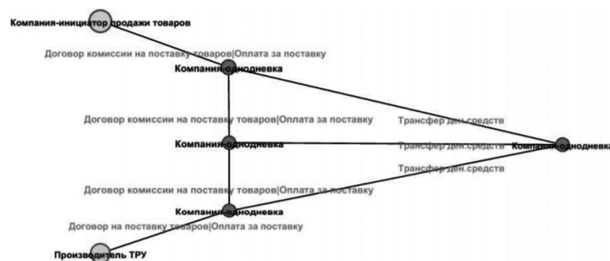 Компания-инициатор продажи товаров
Договор комиссии на поставку товаров|Оплата за поставку
Компания-однодневка
Договор комиссии на поставку товаров|Оплата за поставку
Трансфер ден.средств
Компания-однодневка
Трансфер ден.средств
Компания-однодневка
Трансфер ден.средств
Договор комиссии на поставку товаров|Оплата за поставку
Компания-однодневка
Договор на поставку товаров|Оплата за поставку
Производитель ТРУ